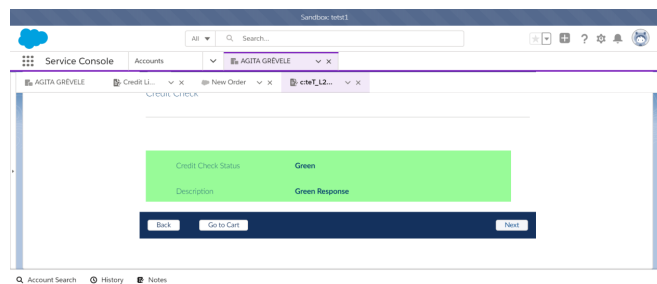 Sandbox: tetst1
All Search...
Service Console Accounts AGITA GRĒVELE
AGITA GRĒVELE Credit Li... New Order c:teT_L2...
Credit Check
Credit Check Status Green
Description Green Response
Back Go to Cart Next
Account Search History Notes